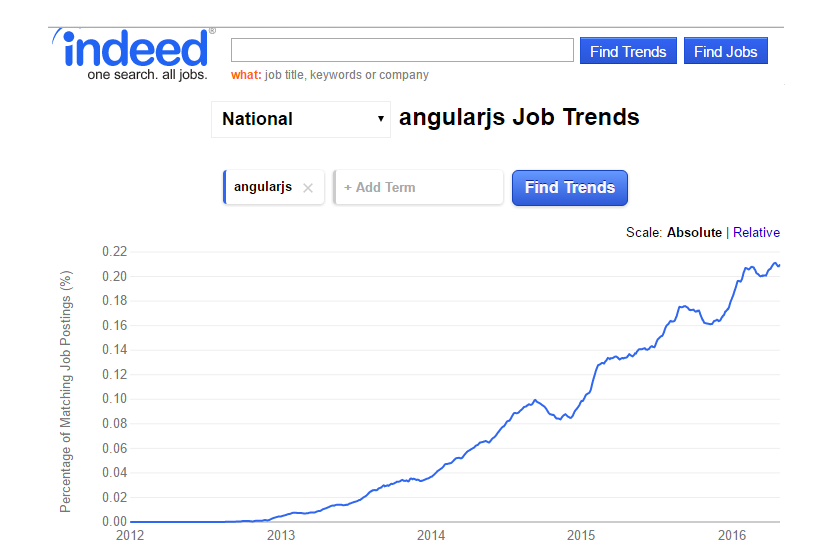 indeed®
one search. all jobs.
Find Trends
Find Jobs
what: job title, keywords or company
National
angularjs Job Trends
angularjs ×
+ Add Term
Find Trends
Scale: Absolute | Relative
Percentage of Matching Job Postings (%)
0.22
0.20
0.18
0.16
0.14
0.12
0.10
0.08
0.06
0.04
0.02
0.00
2012 2013 2014 2015 2016